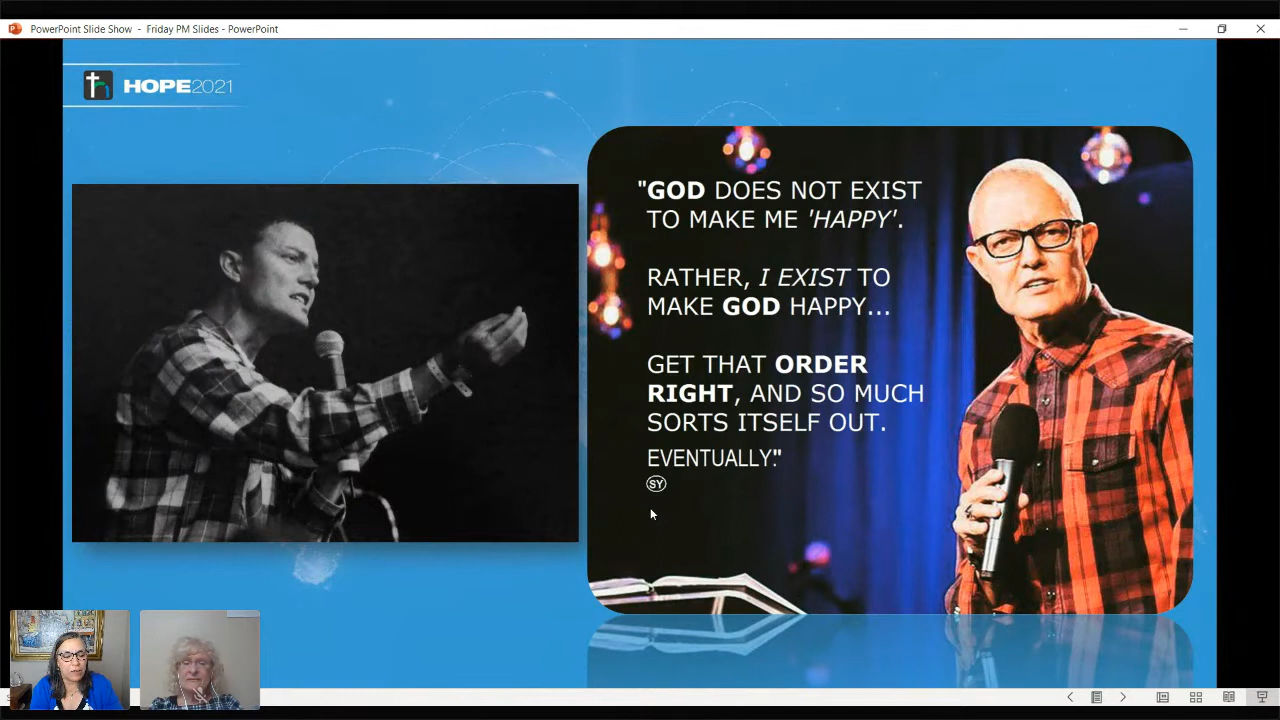 PowerPoint Slide Show - Friday PM Slides - PowerPoint
HOPE2021
"GOD DOES NOT EXIST
TO MAKE ME 'HAPPY'.
RATHER, I EXIST TO
MAKE GOD HAPPY...
GET THAT ORDER
RIGHT, AND SO MUCH
SORTS ITSELF OUT.
EVENTUALLY."
SY